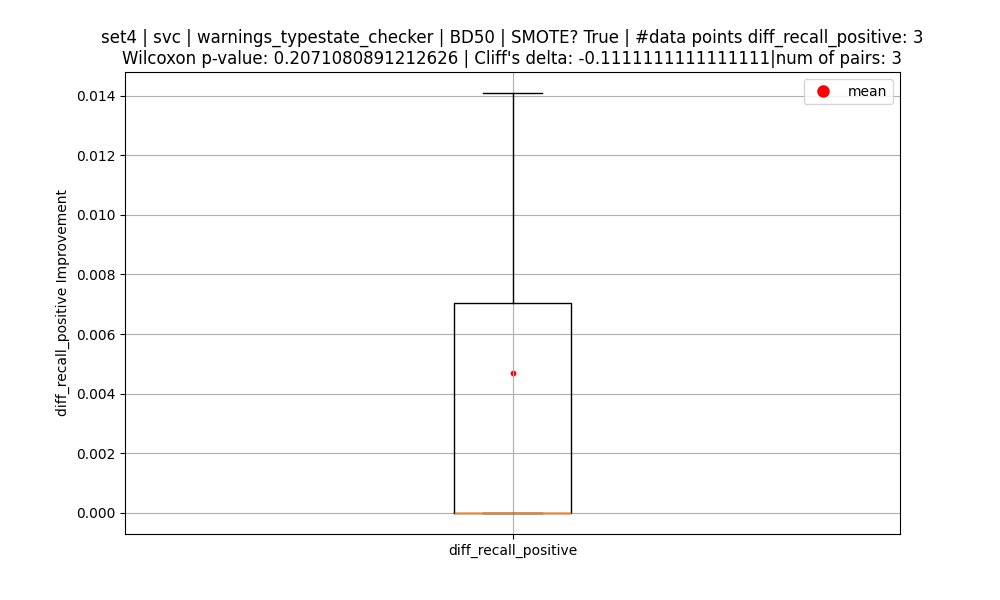 set4 | svc | warnings_typestate_checker | BD50 | SMOTE? True | #data points diff_recall_positive: 3
Wilcoxon p-value: 0.2071080891212626 | Cliff's delta: -0.1111111111111111|num of pairs: 3
mean
0.014
0.012
0.010
0.008
0.006
0.004
0.002
0.000
diff_recall_positive Improvement
diff_recall_positive